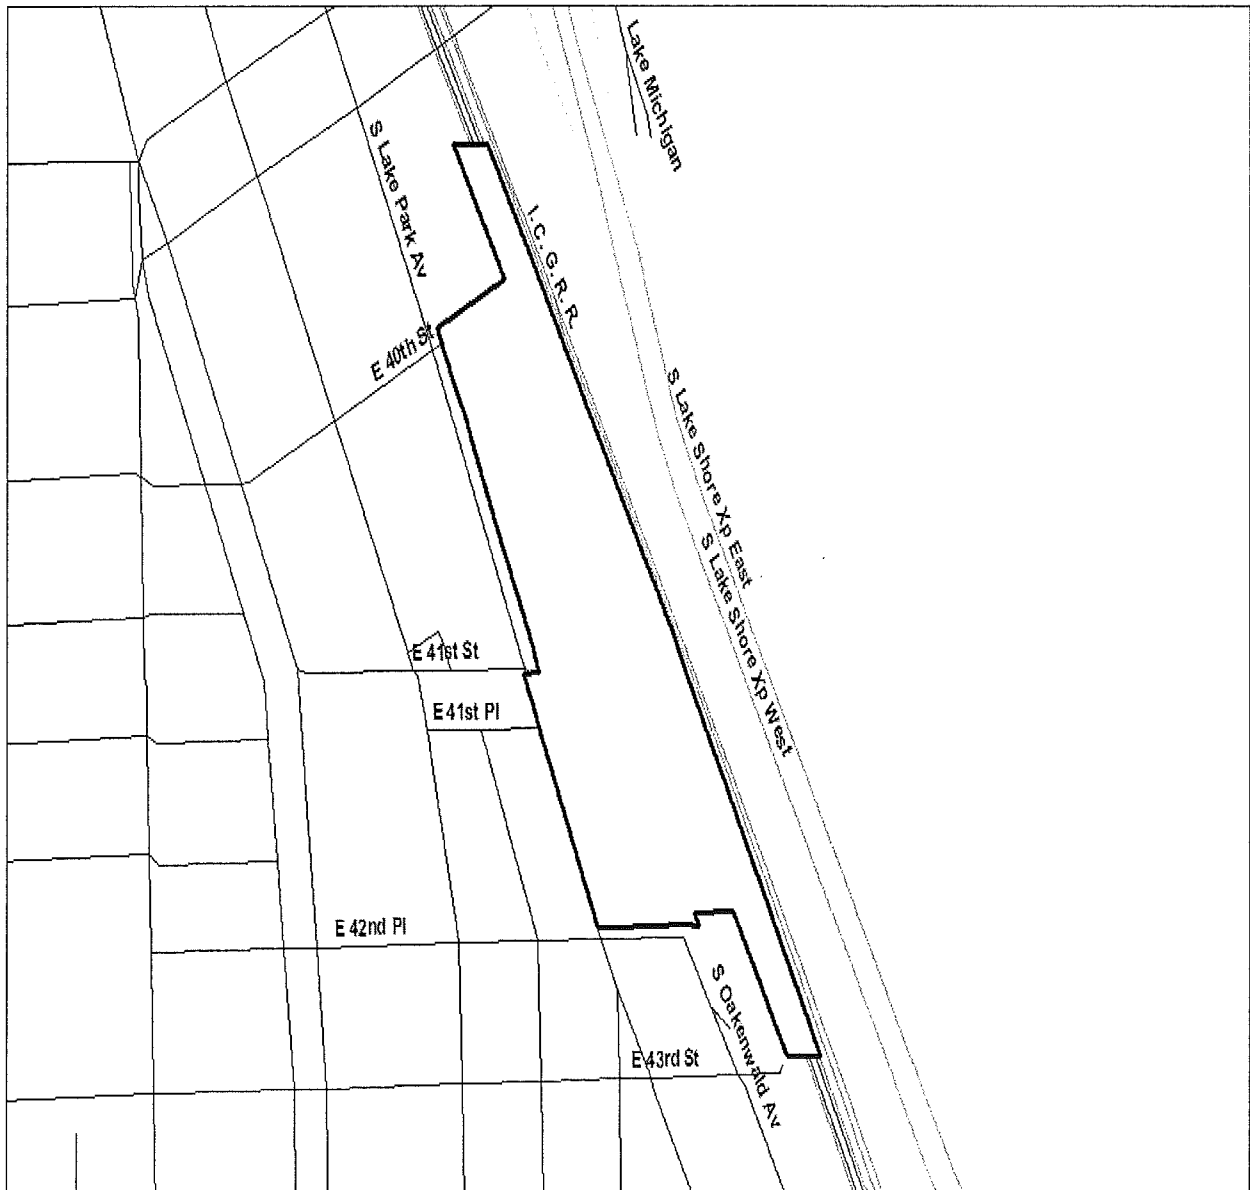 Lake Michigan
S Lake Park Av
I. C. G. R. R.
E 40th St
S Lake Shore Xp East
S Lake Shore Xp West
E 41st St
E 41st Pl
E 42nd Pl
S Oakenwald Av
E 43rd St